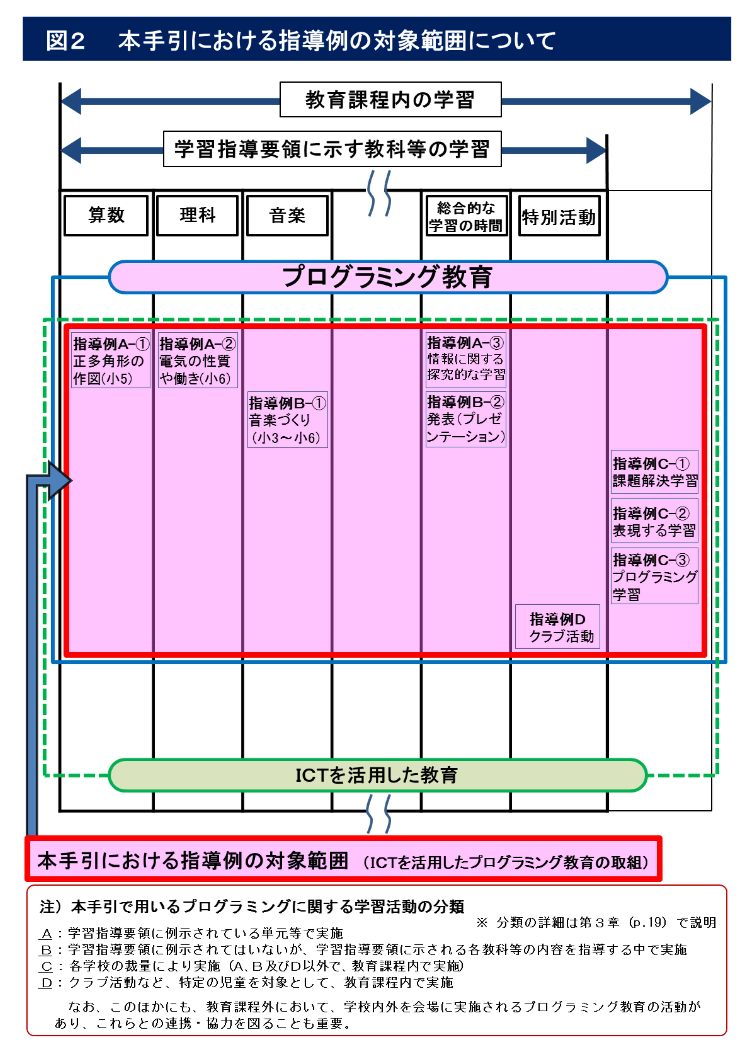 図2 本手引における指導例の対象範囲について
教育課程内の学習
学習指導要領に示す教科等の学習
算数
理科
音楽
総合的な
学習の時間
特別活動
プログラミング教育
指導例A-①
正多角形の
作図(小5)
指導例A-②
電気の性質
や働き(小6)
指導例B-①
音楽づくり
(小3~小6)
指導例A-③
情報に関する
探究的な学習
指導例B-②
発表(プレゼ
ンテーション)
指導例C-①
課題解決学習
指導例C-②
表現する学習
指導例C-③
プログラミング
学習
指導例D
クラブ活動
ICTを活用した教育
本手引における指導例の対象範囲 (ICTを活用したプログラミング教育の取組)
注)本手引で用いるプログラミングに関する学習活動の分類
※ 分類の詳細は第3章(p.19)で説明
A:学習指導要領に例示されている単元等で実施
B:学習指導要領に例示されてはいないが、学習指導要領に示される各教科等の内容を指導する中で実施
C:各学校の裁量により実施(A、B及びD以外で、教育課程内で実施)
D:クラブ活動など、特定の児童を対象として、教育課程内で実施
なお、このほかにも、教育課程外において、学校内外を会場に実施されるプログラミング教育の活動が
あり、これらとの連携・協力を図ることも重要。